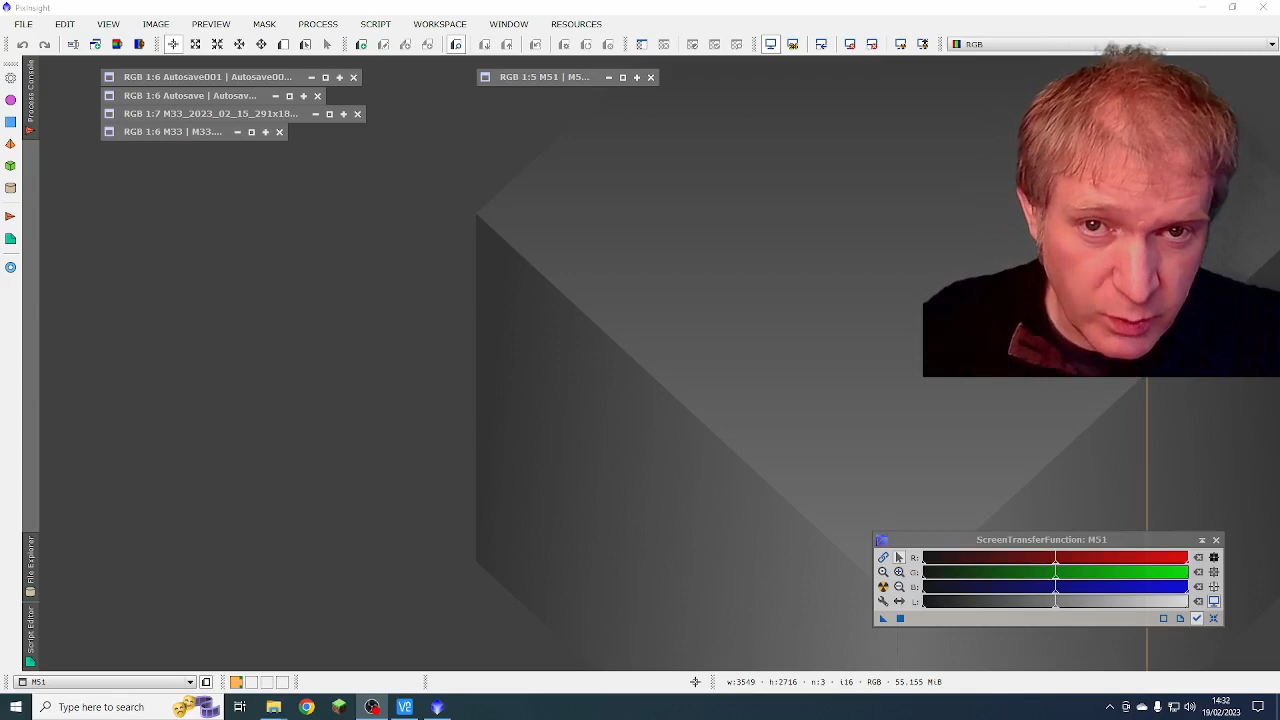 PixInsight
FILE EDIT VIEW IMAGE PREVIEW MASK PROCESS SCRIPT WORKSPACE WINDOW RESOURCES
RGB
Process Console
RGB 1:6 Autosave001 | Autosave00...
RGB 1:5 M51 | M5...
RGB 1:6 Autosave | Autosav...
RGB 1:7 M33_2023_02_15_291x18...
RGB 1:6 M33 | M33....
File Explorer
Script Editor
ScreenTransferFunction: M51
R:
G:
B:
L:
M51
w:3549 · h:2716 · n:3 · i16 · RGB · 55.155 MiB
Type here to search
14:32
19/02/2023